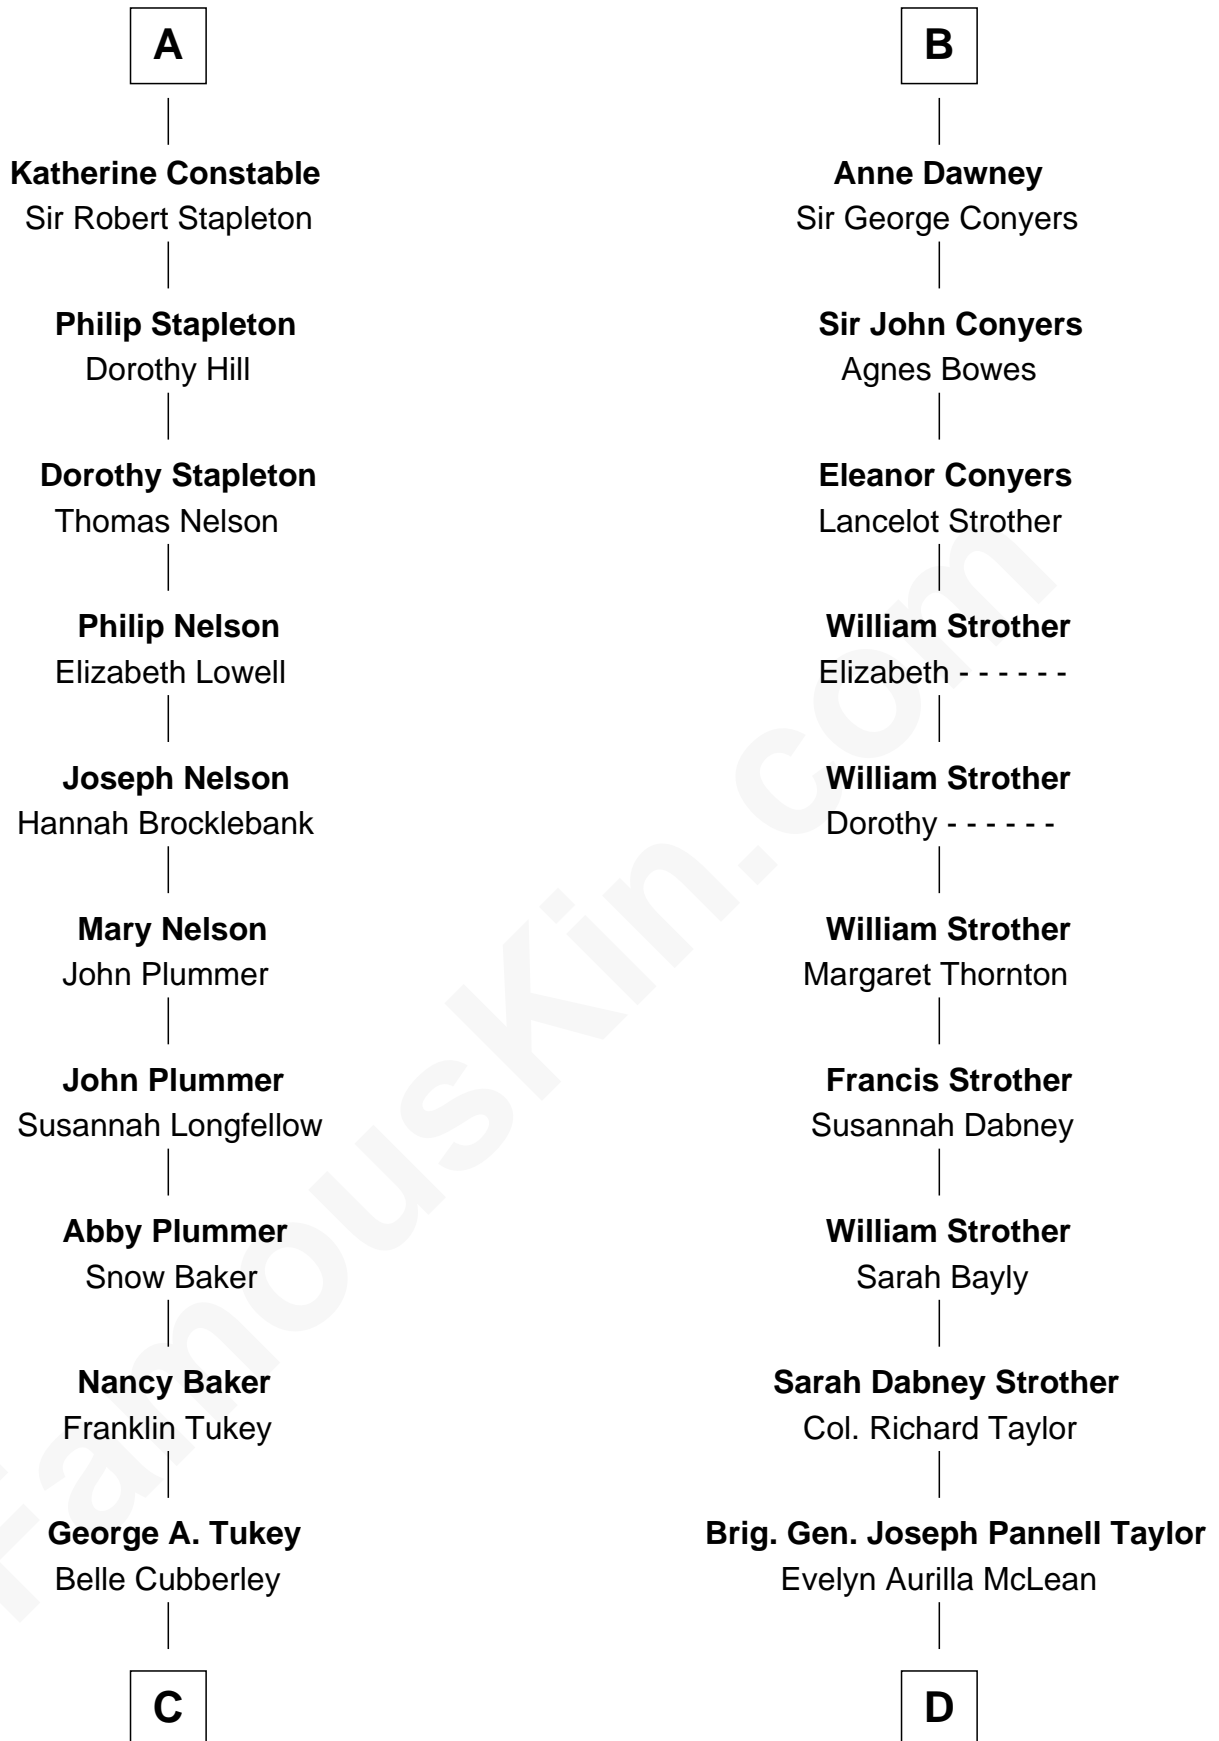 A
Katherine Constable
Sir Robert Stapleton
Philip Stapleton
Dorothy Hill
Dorothy Stapleton
Thomas Nelson
Philip Nelson
Elizabeth Lowell
Joseph Nelson
Hannah Brocklebank
Mary Nelson
John Plummer
John Plummer
Susannah Longfellow
Abby Plummer
Snow Baker
Nancy Baker
Franklin Tukey
George A. Tukey
Belle Cubberley
C
B
Anne Dawney
Sir George Conyers
Sir John Conyers
Agnes Bowes
Eleanor Conyers
Lancelot Strother
William Strother
Elizabeth - - - - - -
William Strother
Dorothy - - - - - -
William Strother
Margaret Thornton
Francis Strother
Susannah Dabney
William Strother
Sarah Bayly
Sarah Dabney Strother
Col. Richard Taylor
Brig. Gen. Joseph Pannell Taylor
Evelyn Aurilla McLean
D
FamousKin.com